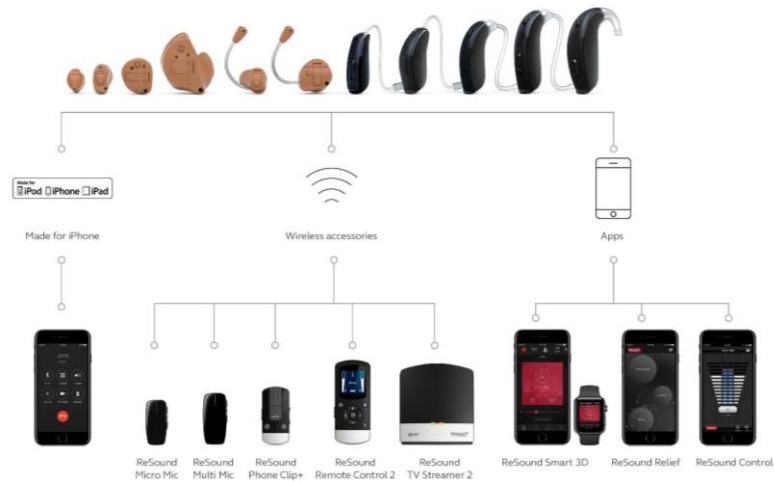 Made for
iPod iPhone iPad
Made for iPhone
Wireless accessories
Apps
ReSound
Micro Mic
ReSound
Multi Mic
ReSound
Phone Clip+
ReSound
Remote Control 2
ReSound
TV Streamer 2
ReSound Smart 3D
ReSound Relief
ReSound Control